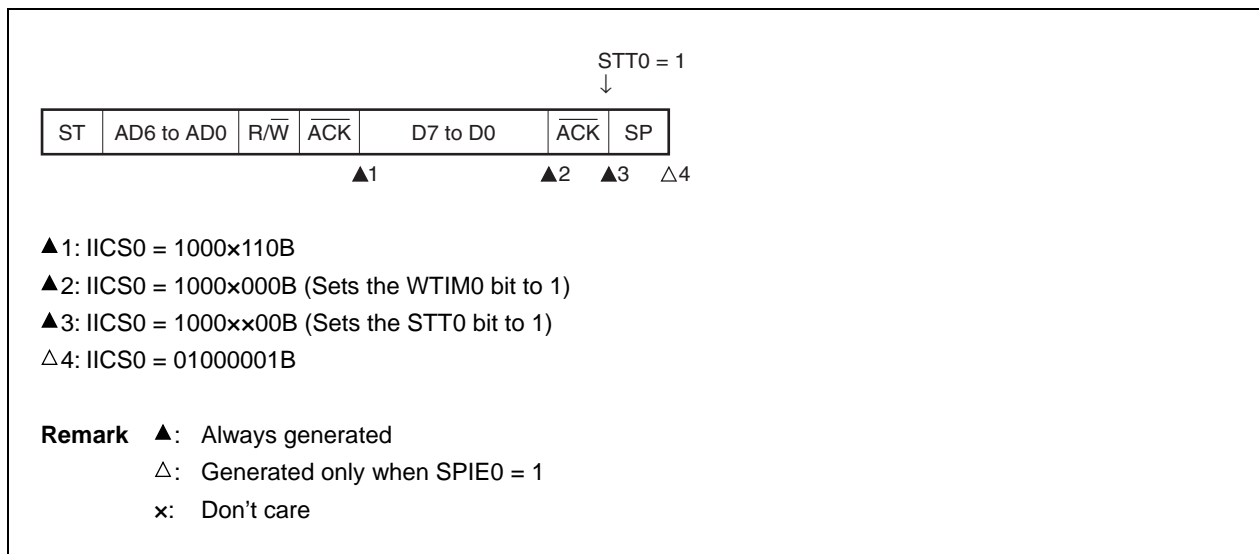 STT0 = 1
↓
ST AD6 to AD0 R/W̅ A̅C̅K̅ D7 to D0 A̅C̅K̅ SP
▲1 ▲2 ▲3 △4
▲1: IICS0 = 1000×110B
▲2: IICS0 = 1000×000B (Sets the WTIM0 bit to 1)
▲3: IICS0 = 1000××00B (Sets the STT0 bit to 1)
△4: IICS0 = 01000001B
Remark ▲: Always generated
△: Generated only when SPIE0 = 1
×: Don't care